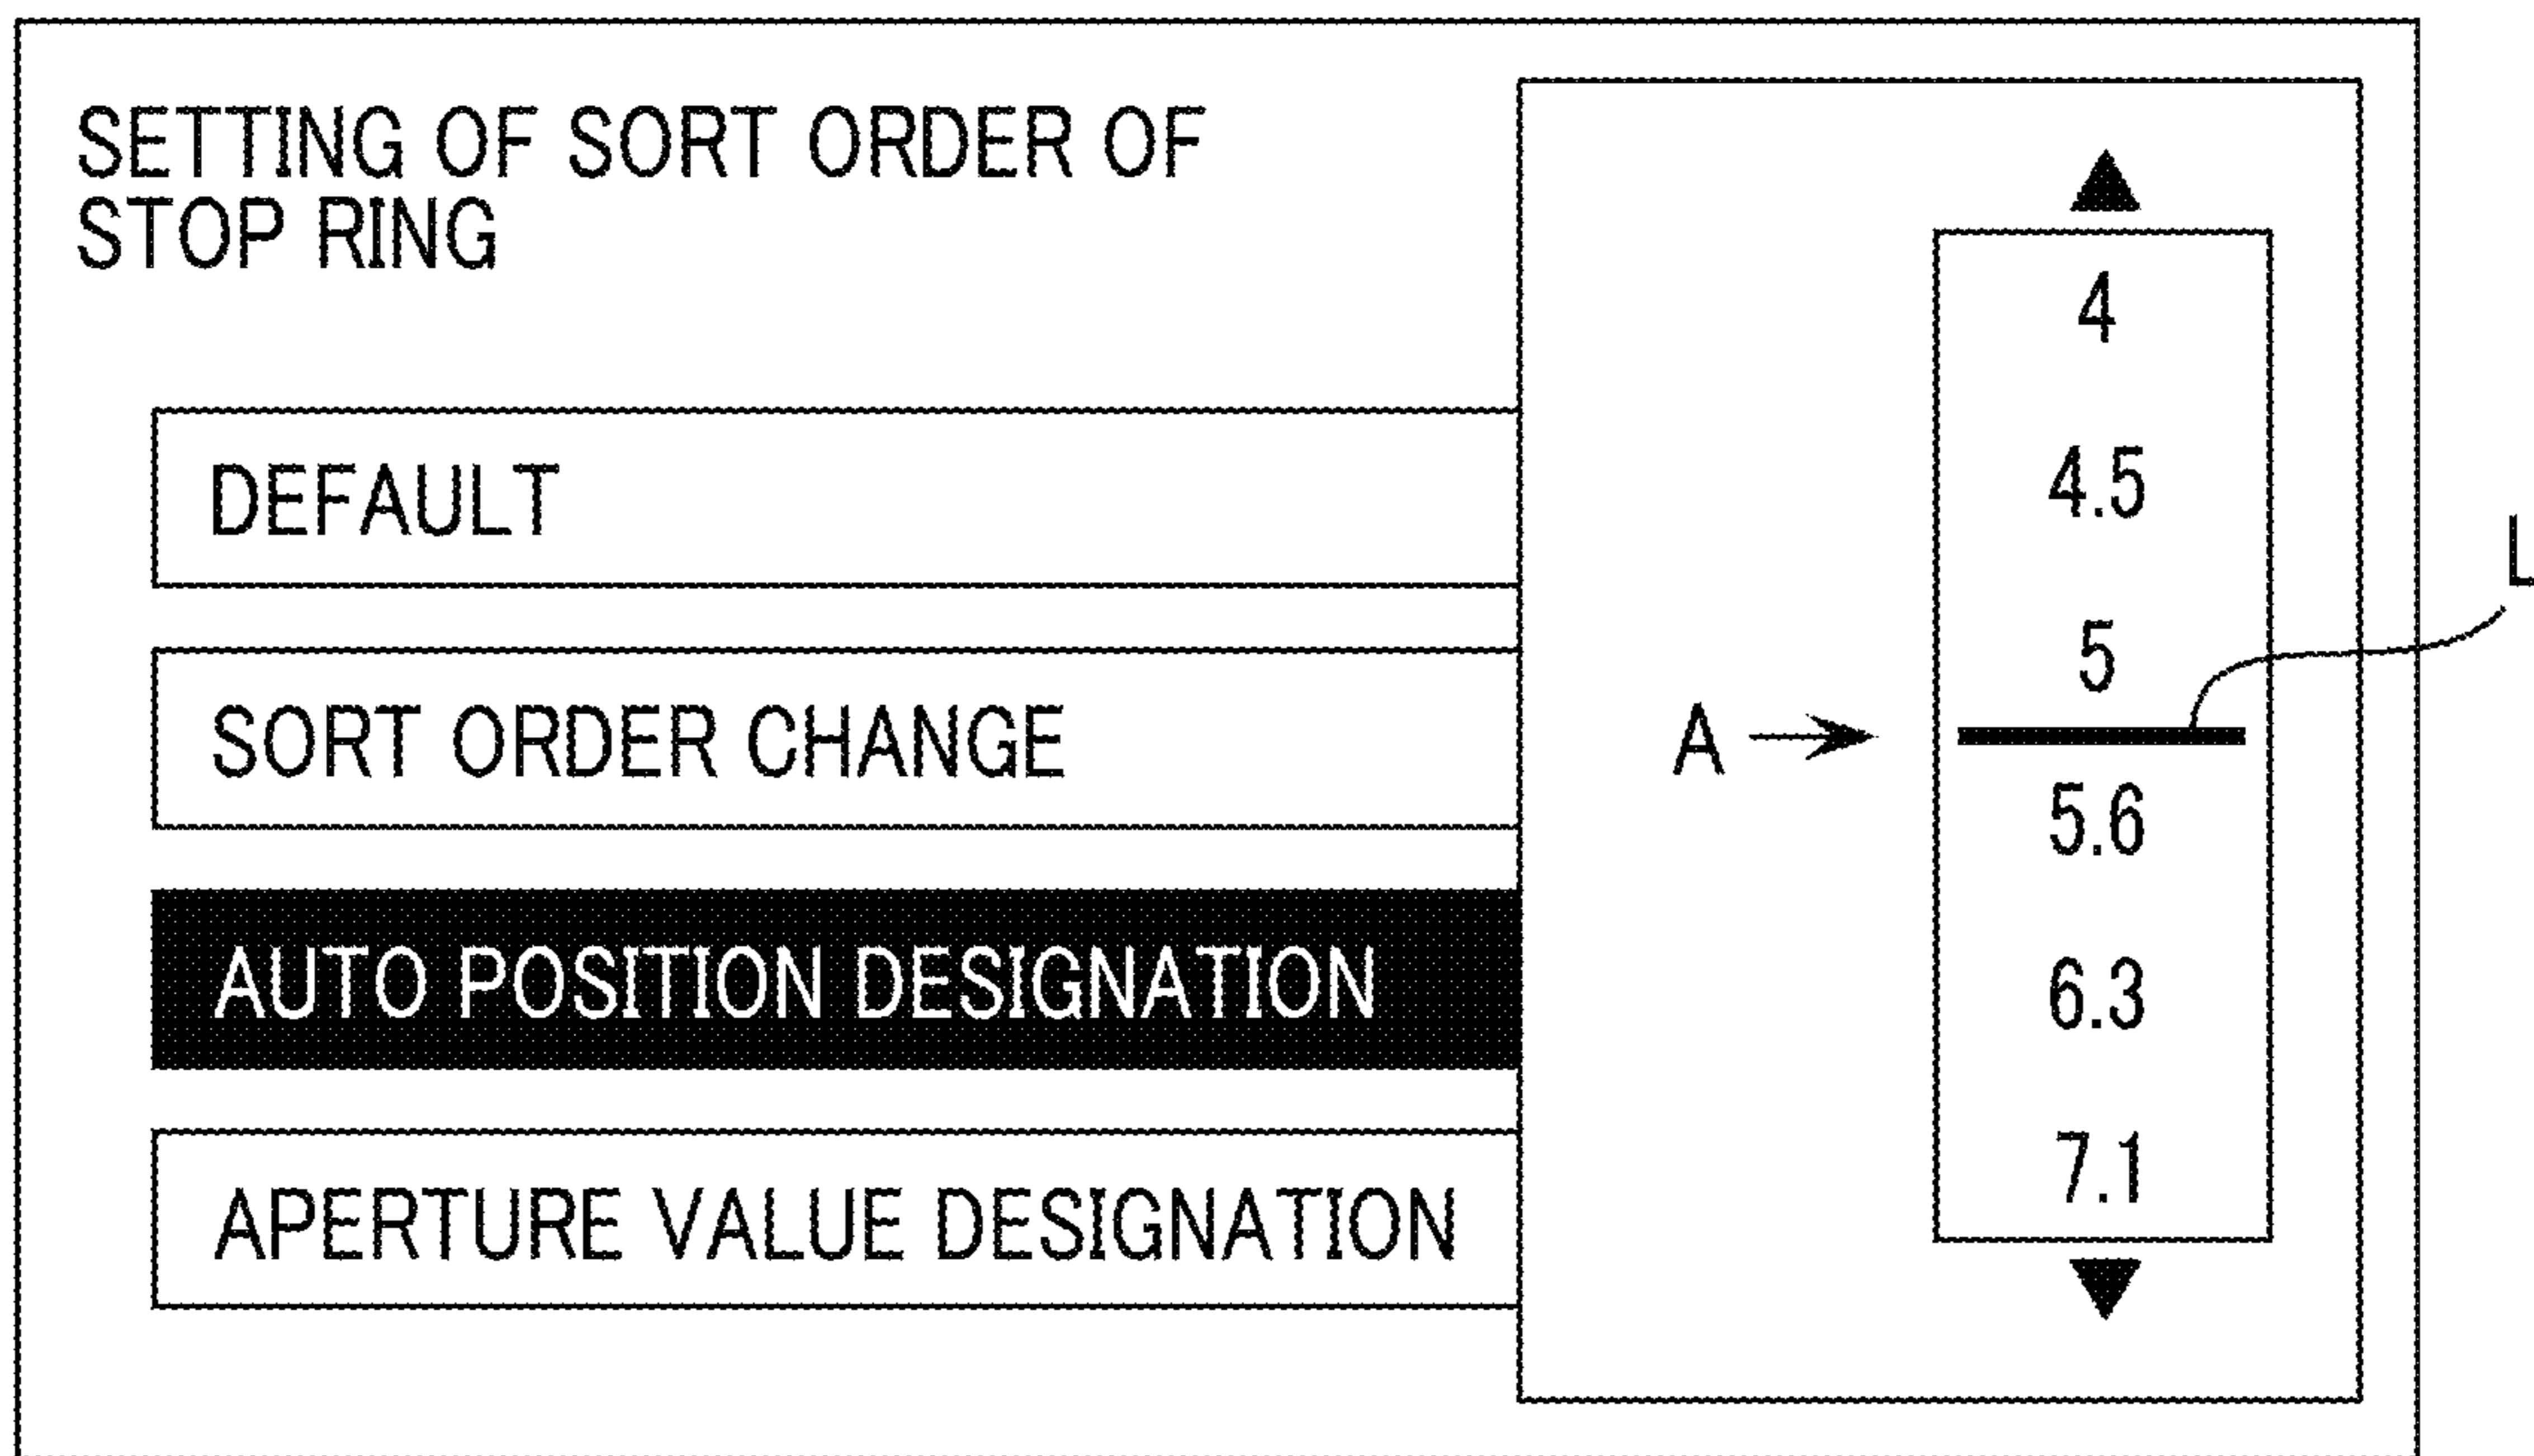 SETTING OF SORT ORDER OF
STOP RING
DEFAULT
SORT ORDER CHANGE
AUTO POSITION DESIGNATION
APERTURE VALUE DESIGNATION
4
4.5
5
A
5.6
6.3
7.1
L